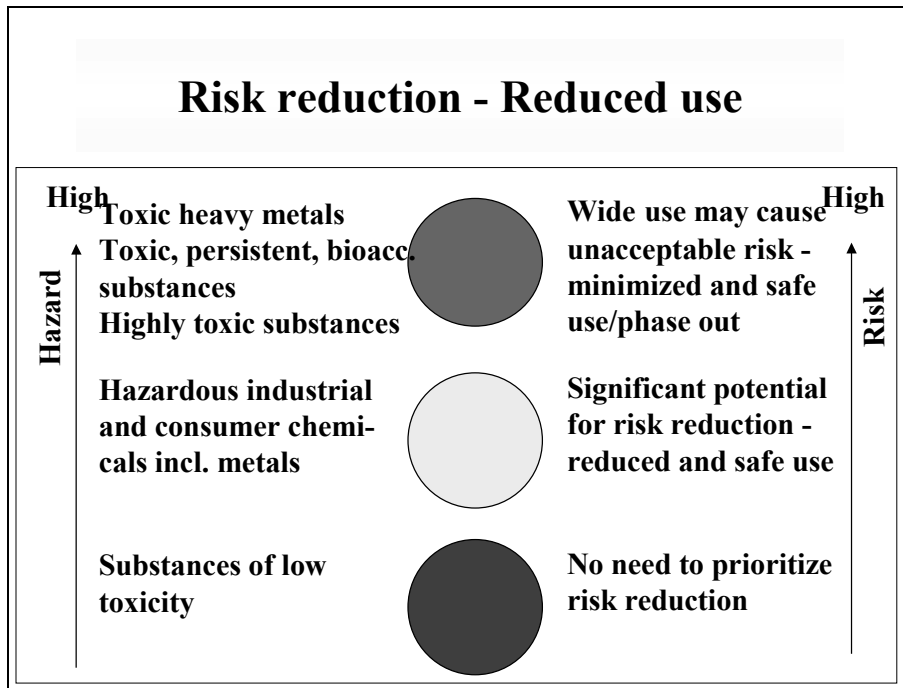 Risk reduction - Reduced use
High
Hazard
Toxic heavy metals
Toxic, persistent, bioacc.
substances
Highly toxic substances
Wide use may cause
unacceptable risk -
minimized and safe
use/phase out
High
Risk
Hazardous industrial
and consumer chemi-
cals incl. metals
Significant potential
for risk reduction -
reduced and safe use
Substances of low
toxicity
No need to prioritize
risk reduction